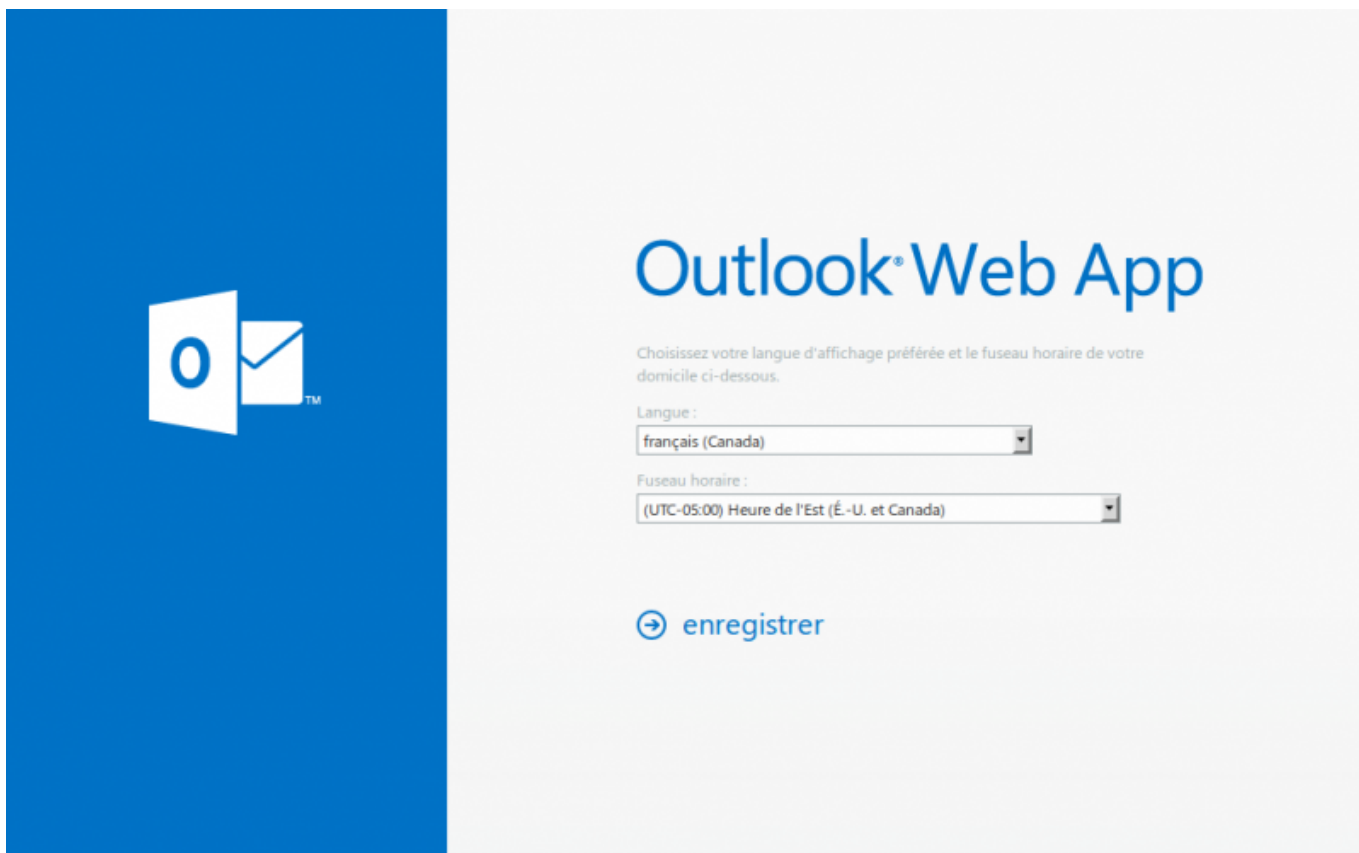 Outlook® Web App
O
TM
Choisissez votre langue d'affichage préférée et le fuseau horaire de votre
domicile ci-dessous.
Langue :
français (Canada)
Fuseau horaire :
(UTC-05:00) Heure de l'Est (É.-U. et Canada)
enregistrer